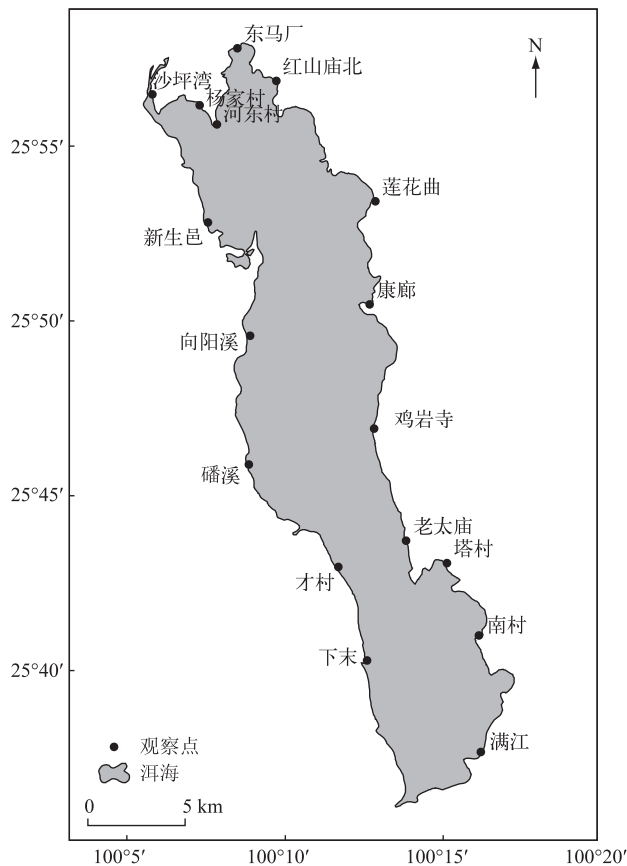 东马厂
N
红山庙北
沙坪湾
杨家村
河东村
25°55′
莲花曲
新生邑
康廊
25°50′
向阳溪
鸡岩寺
磻溪
25°45′
老太庙
塔村
才村
南村
下末
25°40′
满江
观察点
洱海
0 5 km
100°5′ 100°10′ 100°15′ 100°20′